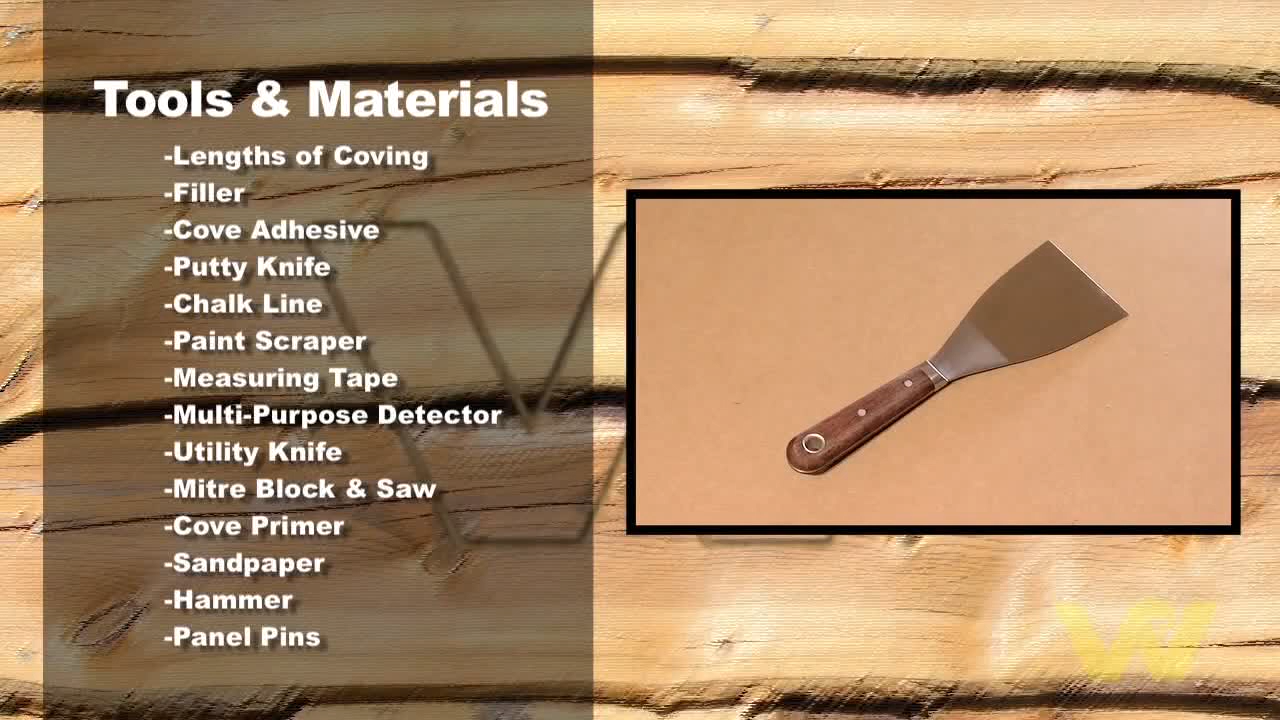 Tools & Materials
-Lengths of Coving
-Filler
-Cove Adhesive
-Putty Knife
-Chalk Line
-Paint Scraper
-Measuring Tape
-Multi-Purpose Detector
-Utility Knife
-Mitre Block & Saw
-Cove Primer
-Sandpaper
-Hammer
-Panel Pins